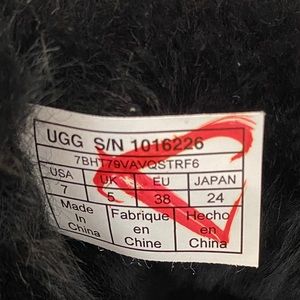 UGG S/N 1016226
7BHT79VAVQSTRF6
USA UK EU JAPAN
7 5 38 24
Made Fabrique Hecho
In en en
China Chine China